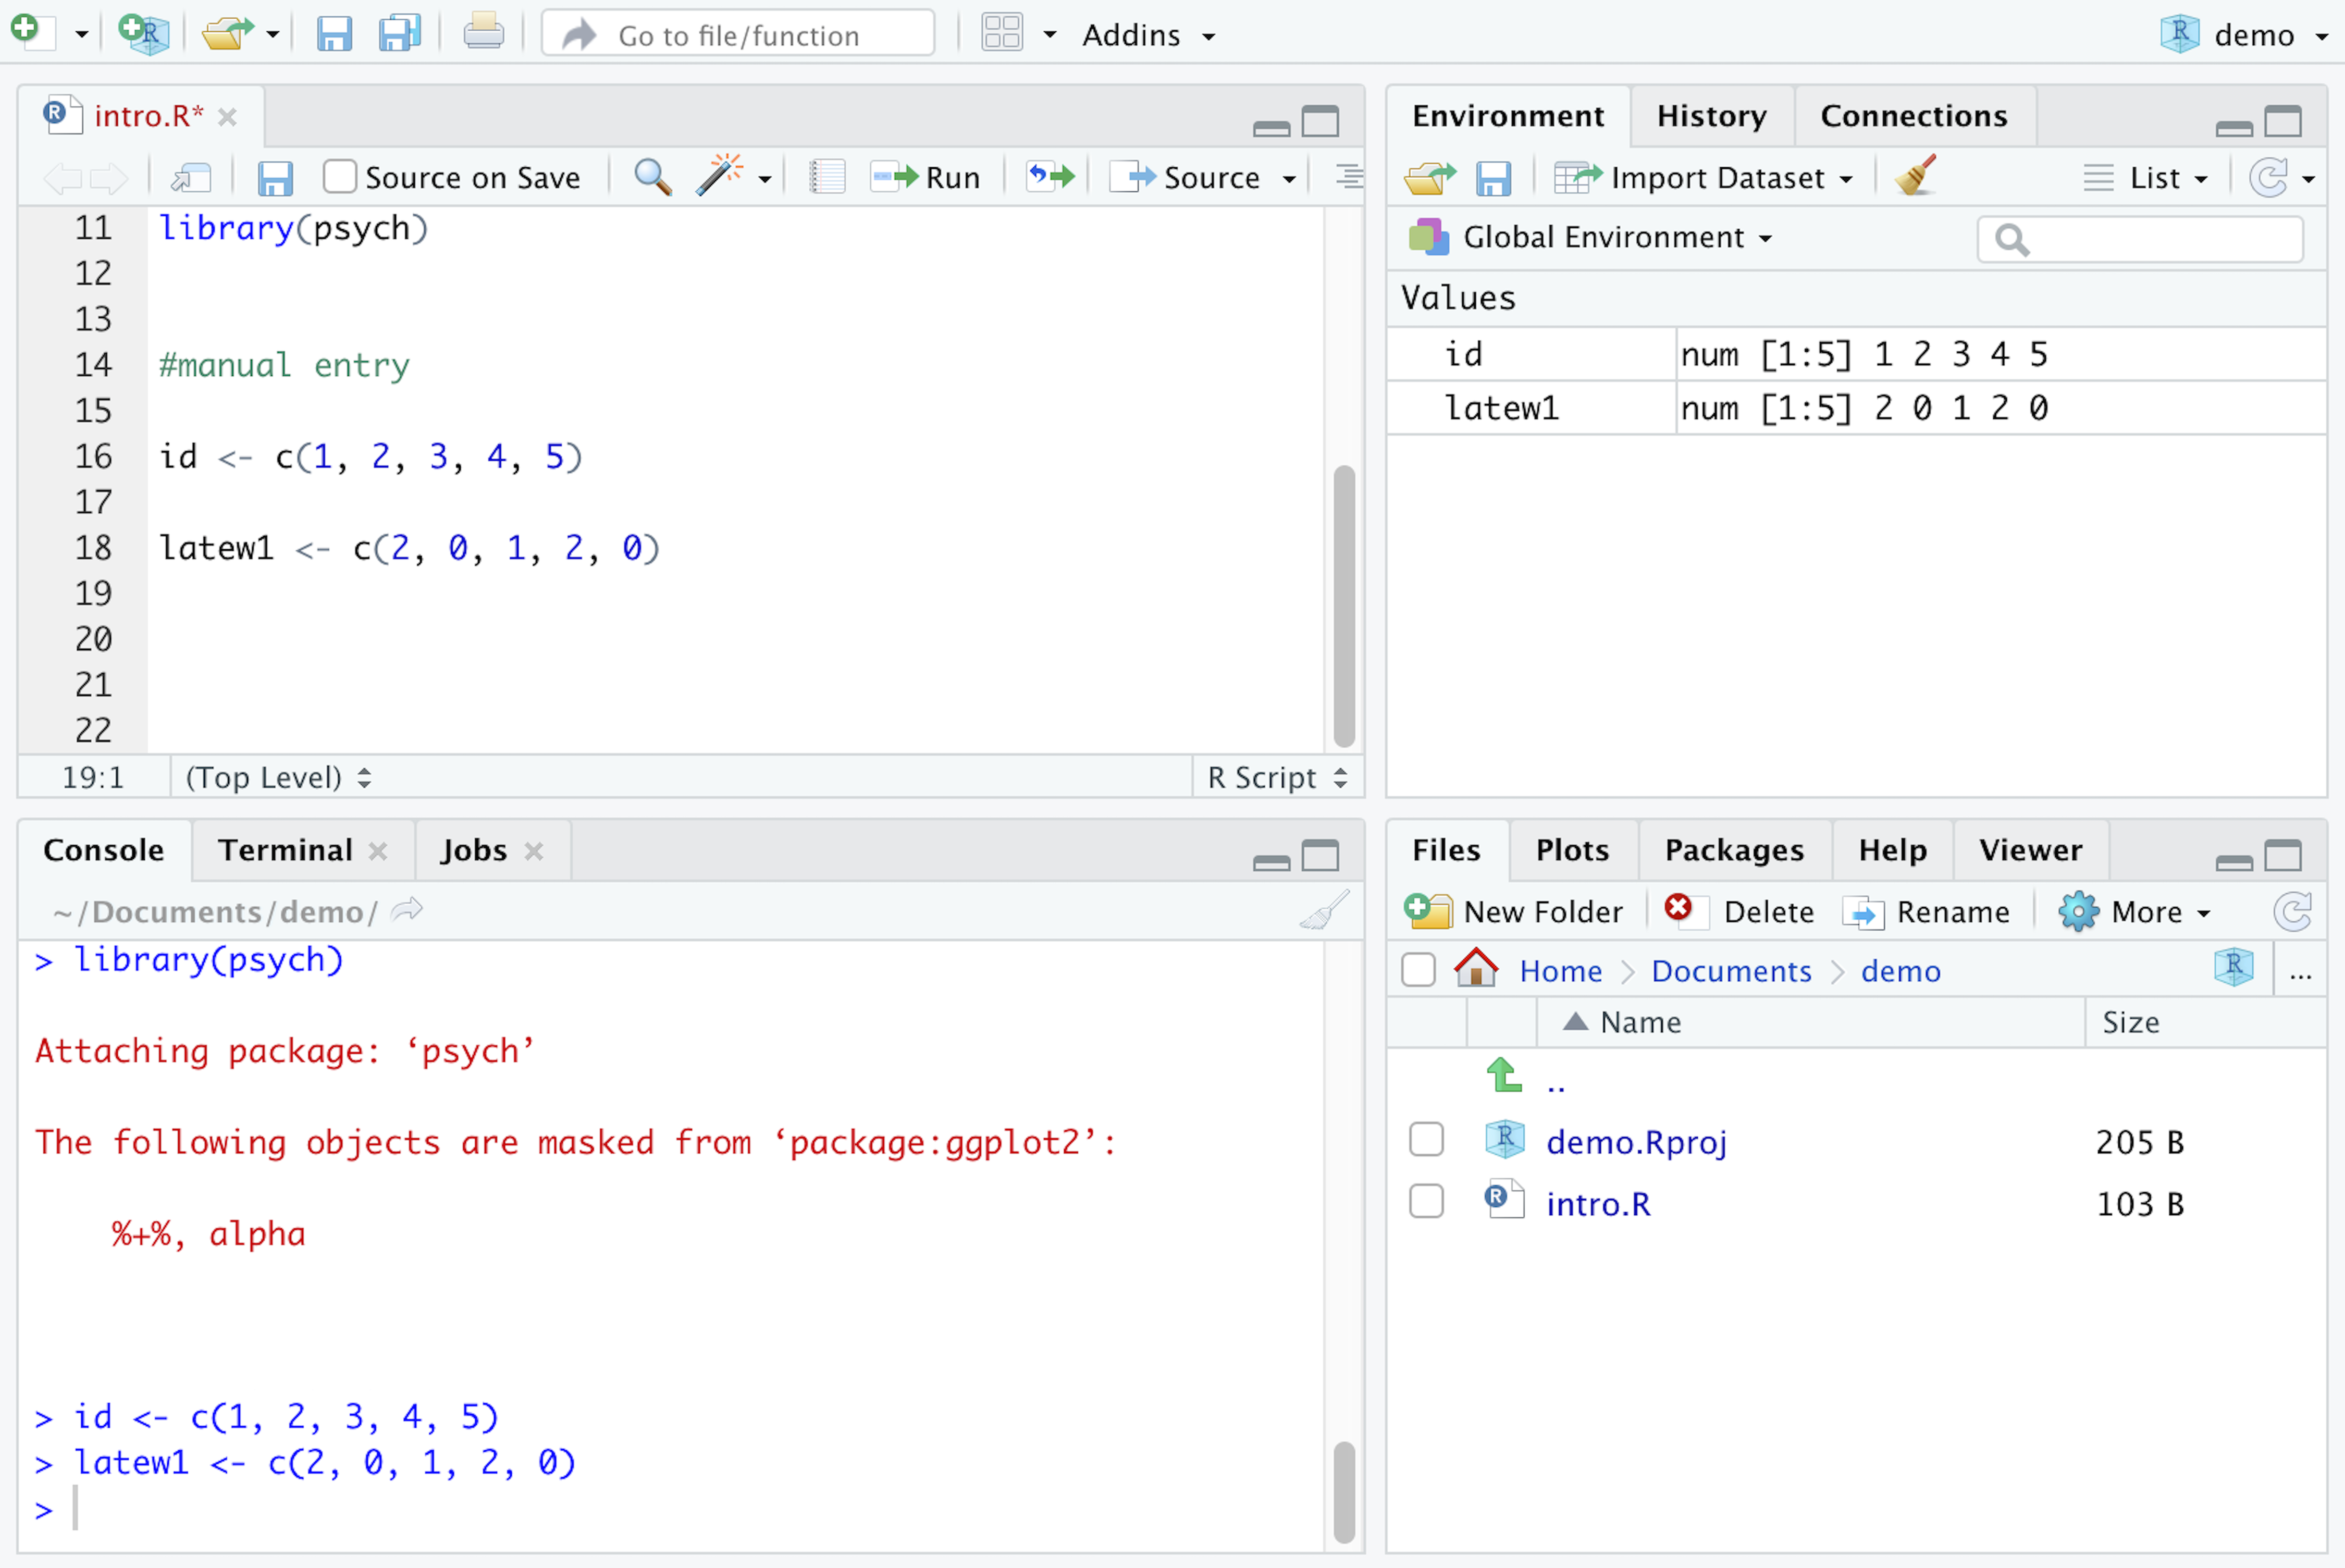 Go to file/function Addins demo
intro.R*
Source on Save Run Source
11 library(psych)
12
13
14 #manual entry
15
16 id <- c(1, 2, 3, 4, 5)
17
18 latew1 <- c(2, 0, 1, 2, 0)
19
20
21
22
19:1 (Top Level) R Script
Environment History Connections
Import Dataset List
Global Environment
Values
id num [1:5] 1 2 3 4 5
latew1 num [1:5] 2 0 1 2 0
Console Terminal Jobs
~/Documents/demo/
> library(psych)
Attaching package: ‘psych’
The following objects are masked from ‘package:ggplot2’:
%+%, alpha
> id <- c(1, 2, 3, 4, 5)
> latew1 <- c(2, 0, 1, 2, 0)
>
Files Plots Packages Help Viewer
New Folder Delete Rename More
Home Documents demo ...
Name Size
..
demo.Rproj 205 B
intro.R 103 B